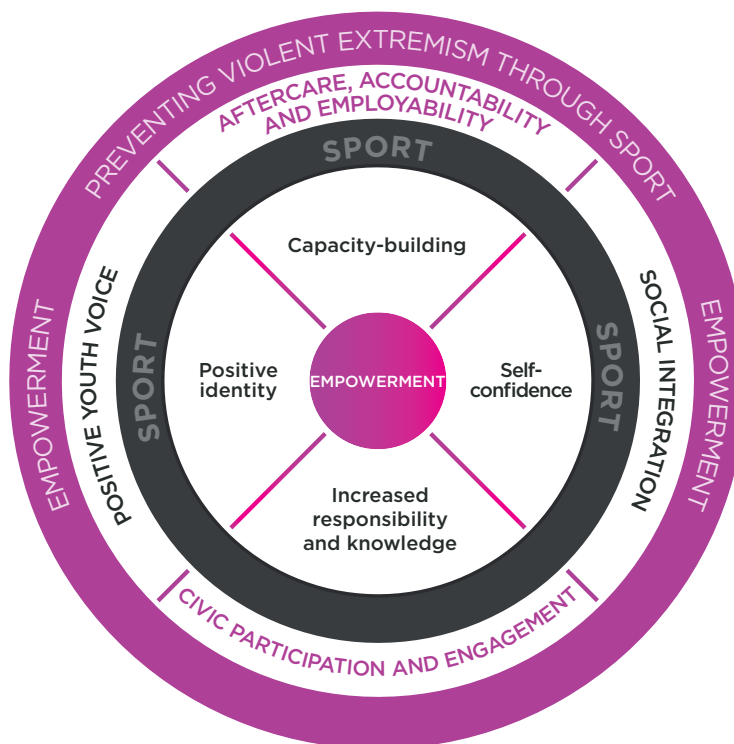 PREVENTING VIOLENT EXTREMISM THROUGH SPORT
AFTERCARE, ACCOUNTABILITY
AND EMPLOYABILITY
SPORT
Capacity-building
EMPOWERMENT
POSITIVE YOUTH VOICE
SPORT
Positive
identity
EMPOWERMENT
Self-
confidence
SPORT
SOCIAL INTEGRATION
EMPOWERMENT
Increased
responsibility
and knowledge
CIVIC PARTICIPATION AND ENGAGEMENT